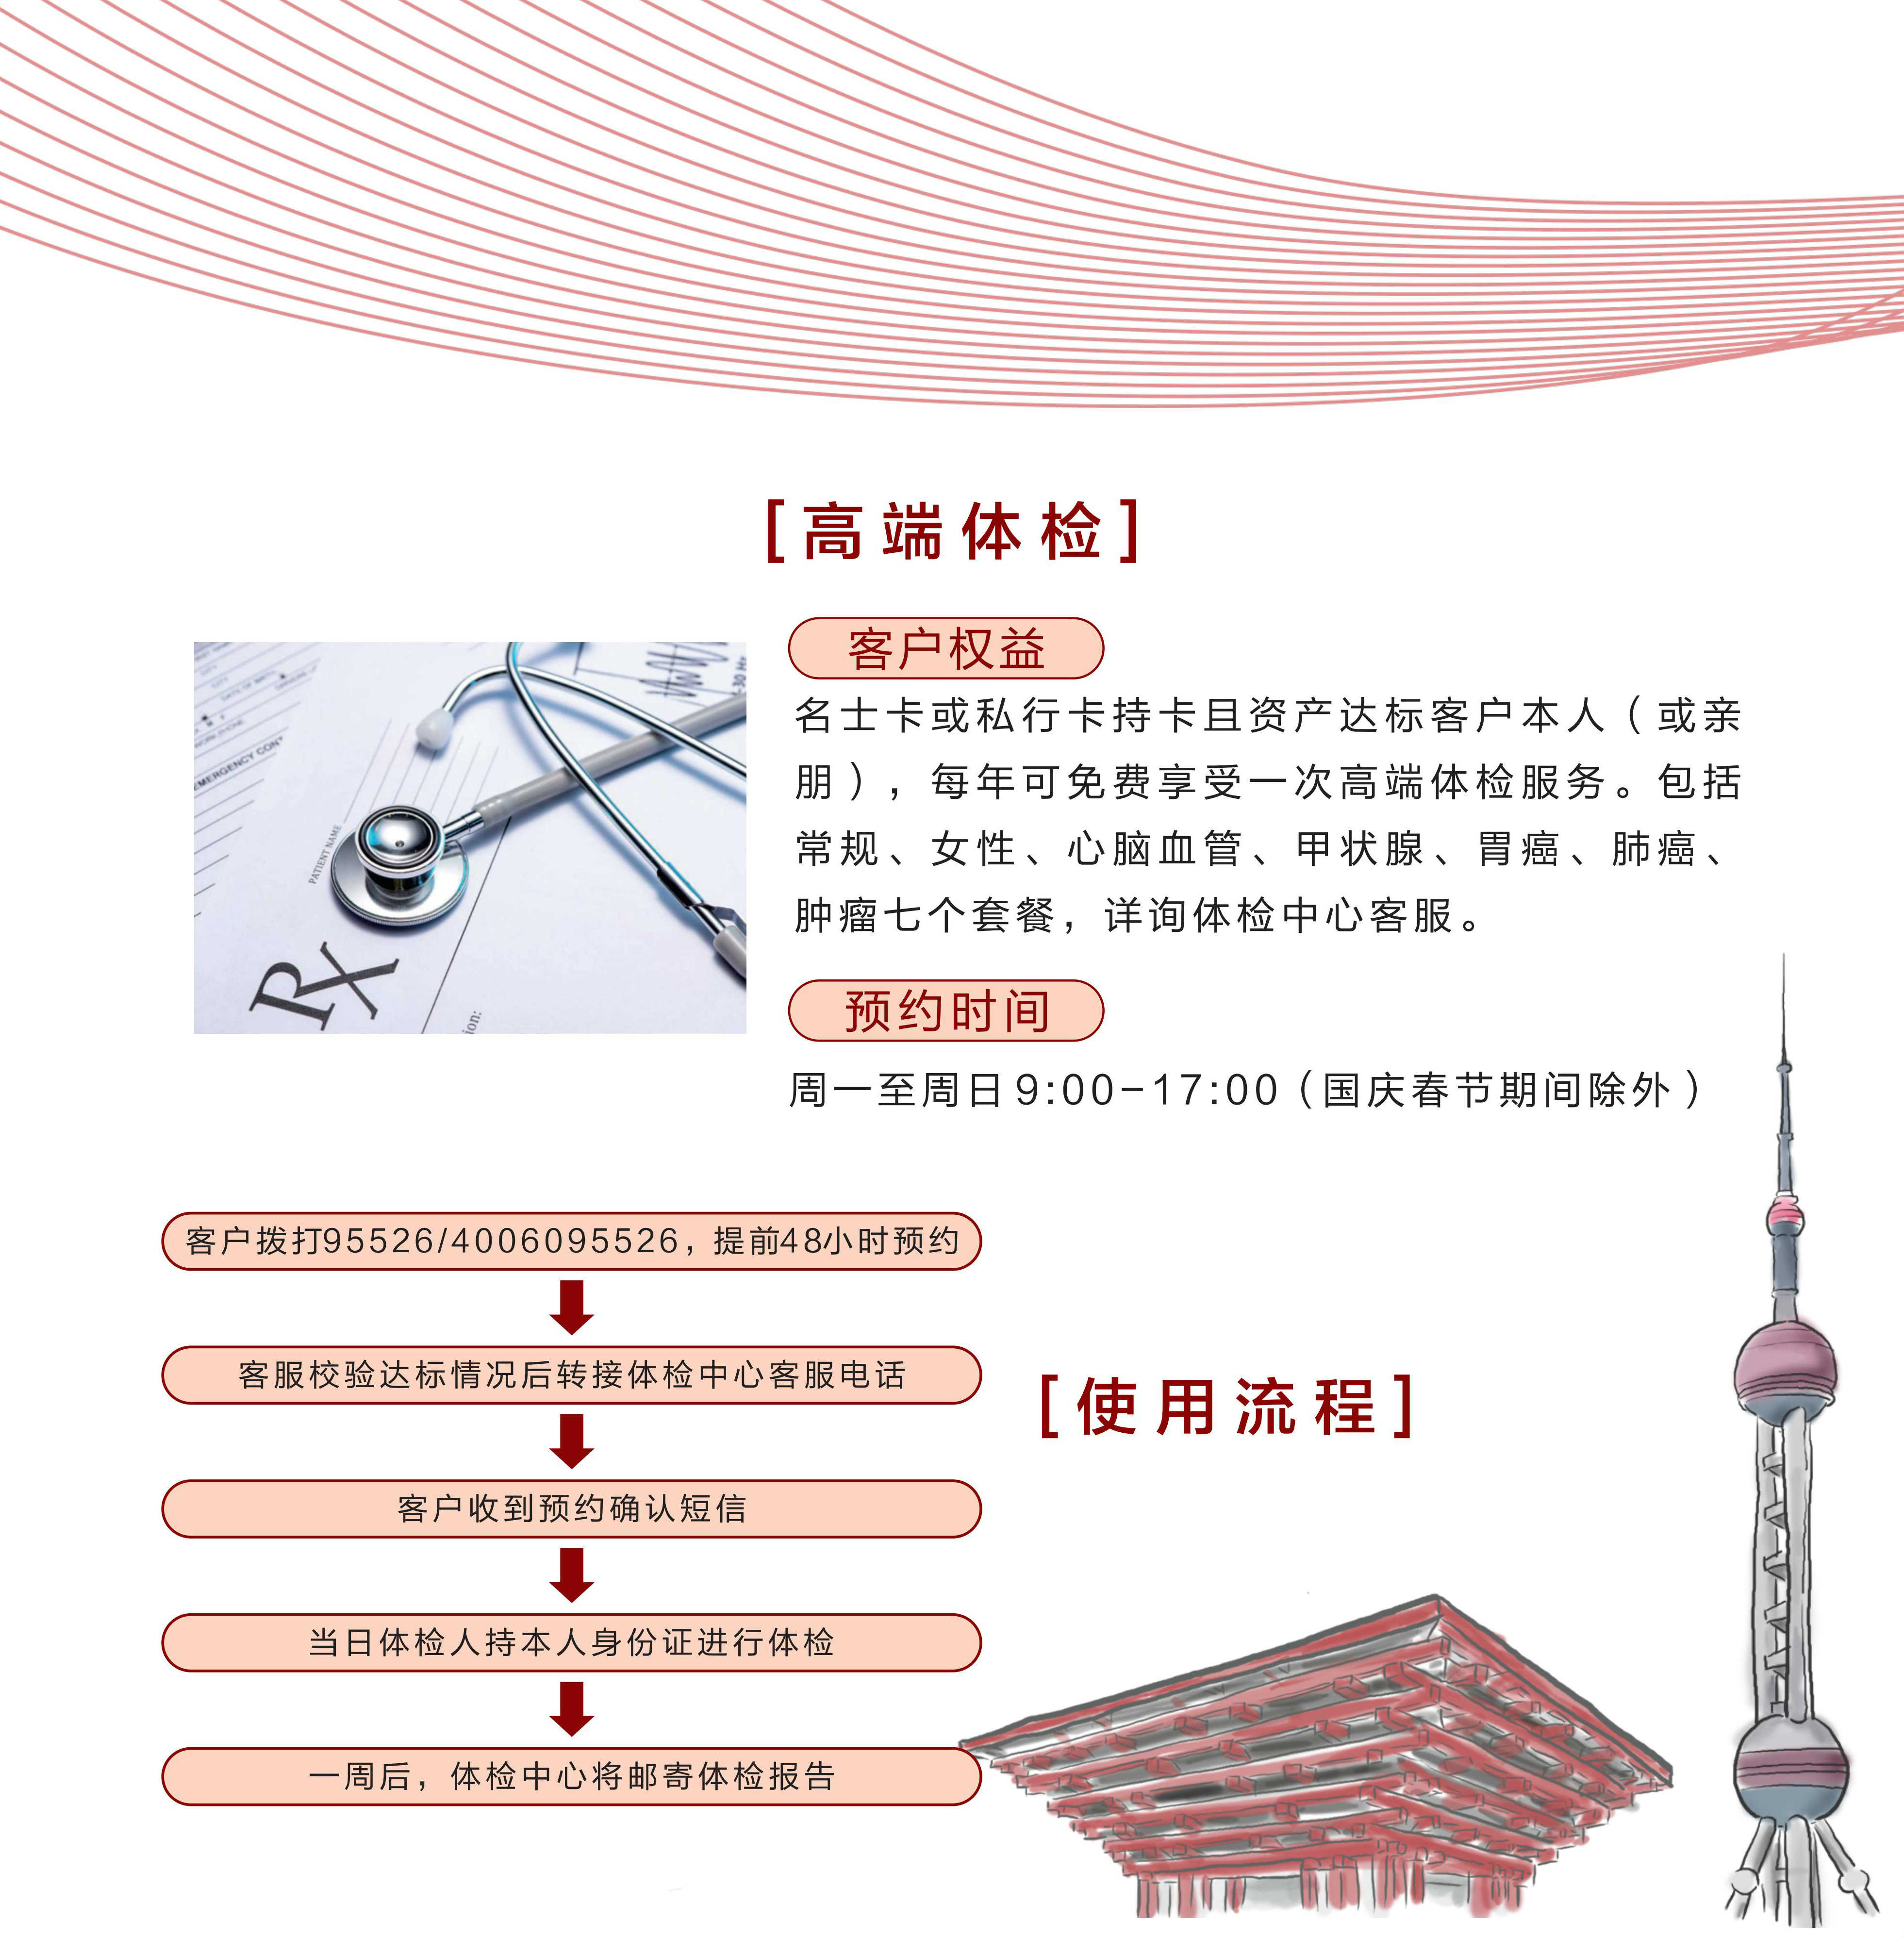 [高端体检]
客户权益
名士卡或私行卡持卡且资产达标客户本人（或亲
朋），每年可免费享受一次高端体检服务。包括
常规、女性、心脑血管、甲状腺、胃癌、肺癌、
肿瘤七个套餐，详询体检中心客服。
预约时间
周一至周日9:00-17:00（国庆春节期间除外）
PATIENT NAME
EMERGENCY CONT
Rx
ion:
-30 Hz
客户拨打95526/4006095526，提前48小时预约
客服校验达标情况后转接体检中心客服电话
客户收到预约确认短信
当日体检人持本人身份证进行体检
一周后，体检中心将邮寄体检报告
[使用流程]